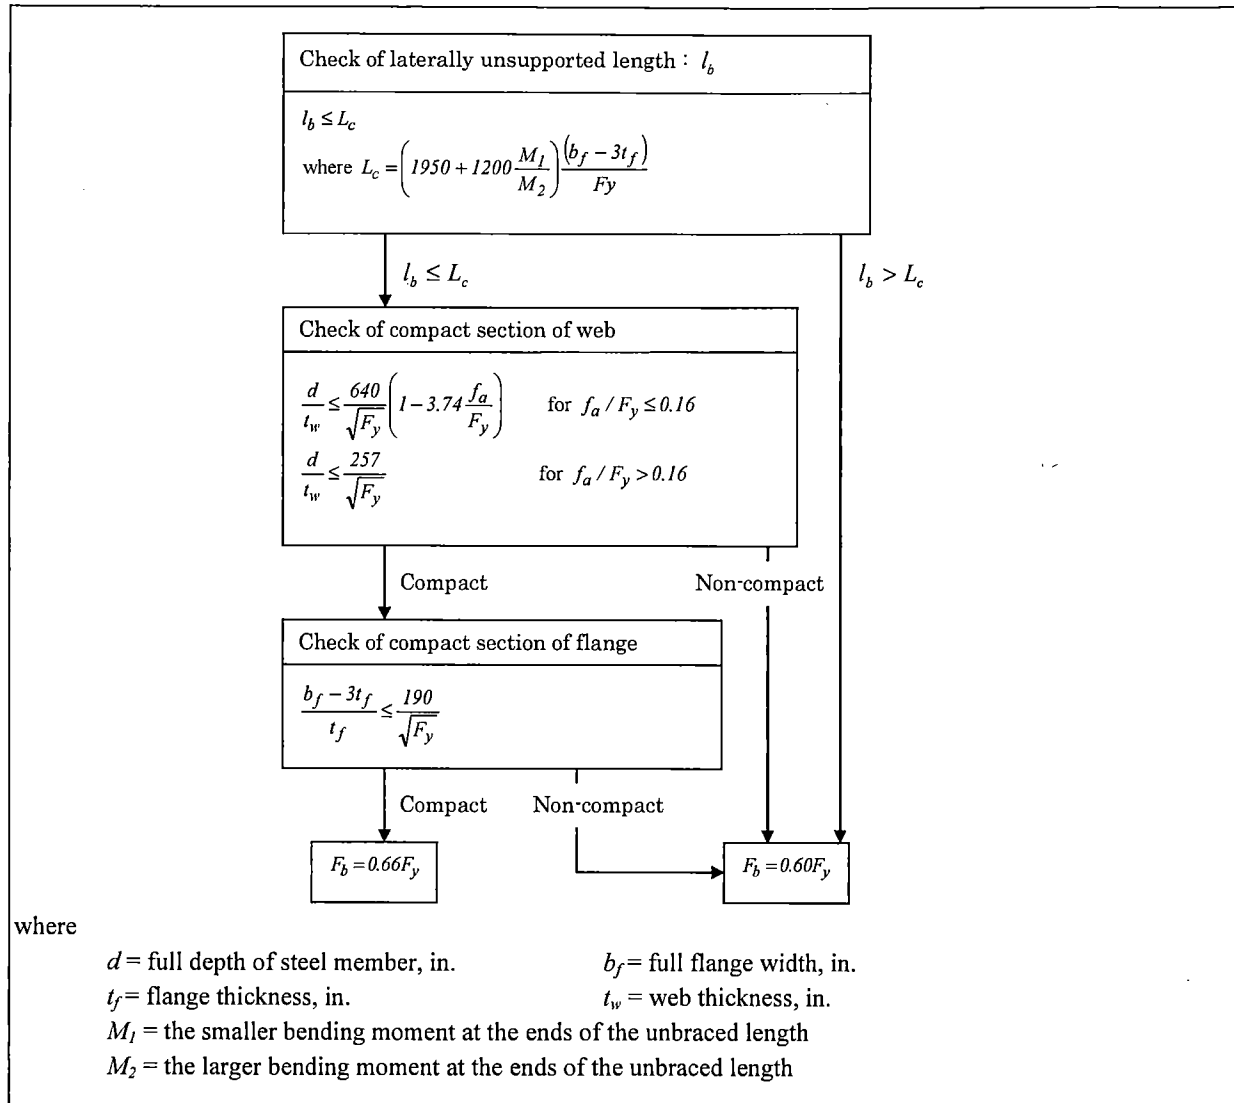 Check of laterally unsupported length : l_b
l_b ≤ L_c
where L_c = (1950 + 1200 M_1/M_2) (b_f − 3t_f)/Fy
l_b ≤ L_c
l_b > L_c
Check of compact section of web
d/t_w ≤ 640/√F_y (1 − 3.74 f_a/F_y) for f_a / F_y ≤ 0.16
d/t_w ≤ 257/√F_y for f_a / F_y > 0.16
Compact
Non-compact
Check of compact section of flange
(b_f − 3t_f)/t_f ≤ 190/√F_y
Compact
Non-compact
F_b = 0.66F_y
F_b = 0.60F_y
where
d = full depth of steel member, in. b_f = full flange width, in.
t_f = flange thickness, in. t_w = web thickness, in.
M_1 = the smaller bending moment at the ends of the unbraced length
M_2 = the larger bending moment at the ends of the unbraced length